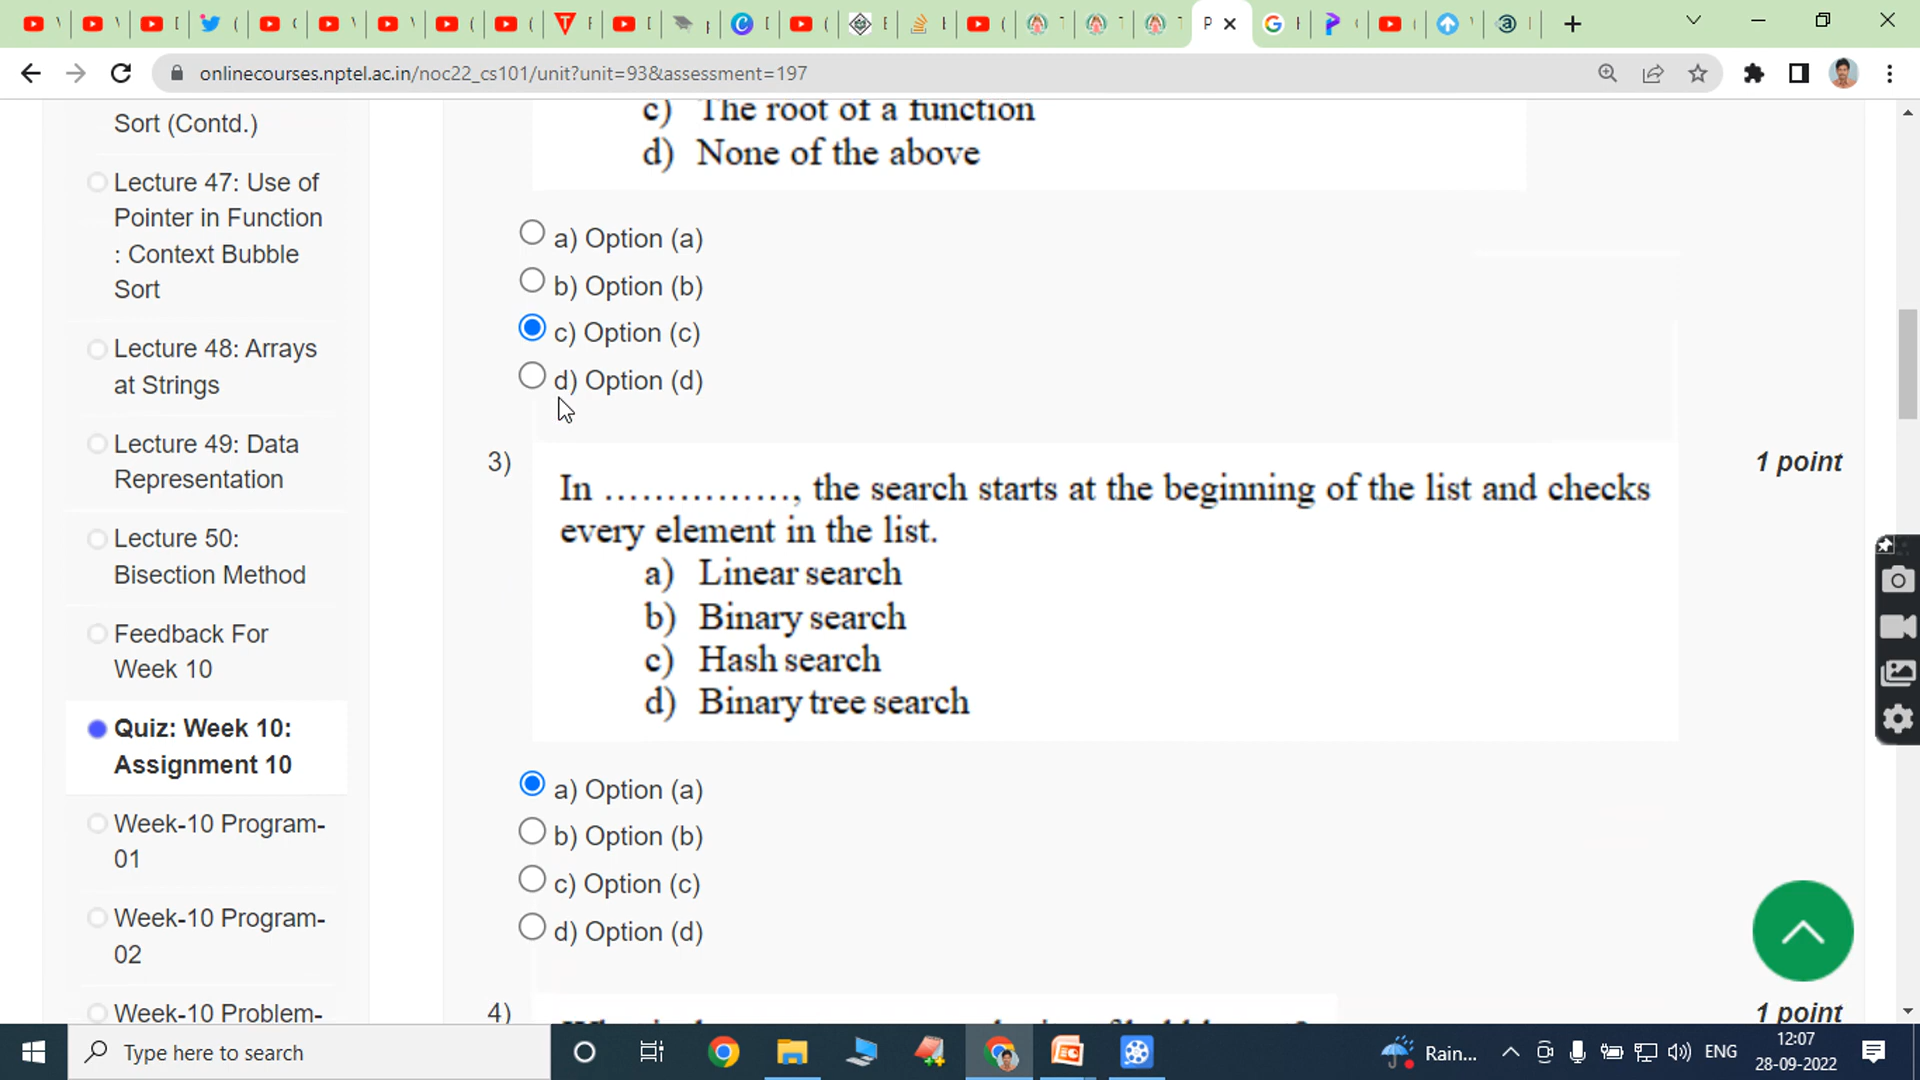 onlinecourses.nptel.ac.in/noc22_cs101/unit?unit=93&assessment=197
Sort (Contd.)
Lecture 47: Use of
Pointer in Function
: Context Bubble
Sort
Lecture 48: Arrays
at Strings
Lecture 49: Data
Representation
Lecture 50:
Bisection Method
Feedback For
Week 10
Quiz: Week 10:
Assignment 10
Week-10 Program-
01
Week-10 Program-
02
Week-10 Problem-
c) The root of a function
d) None of the above
a) Option (a)
b) Option (b)
c) Option (c)
d) Option (d)
3)
1 point
In ..............., the search starts at the beginning of the list and checks
every element in the list.
a) Linear search
b) Binary search
c) Hash search
d) Binary tree search
a) Option (a)
b) Option (b)
c) Option (c)
d) Option (d)
4)
1 point
Type here to search
Rain...
ENG
12:07
28-09-2022